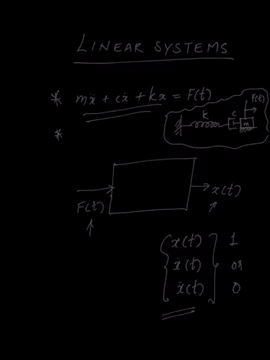 LINEAR SYSTEMS
* mẍ + cẋ + kx = F(t)
F(t)
k c m
*
F(t) x(t)
x(t) 1
ẋ(t) or
ẍ(t) 0